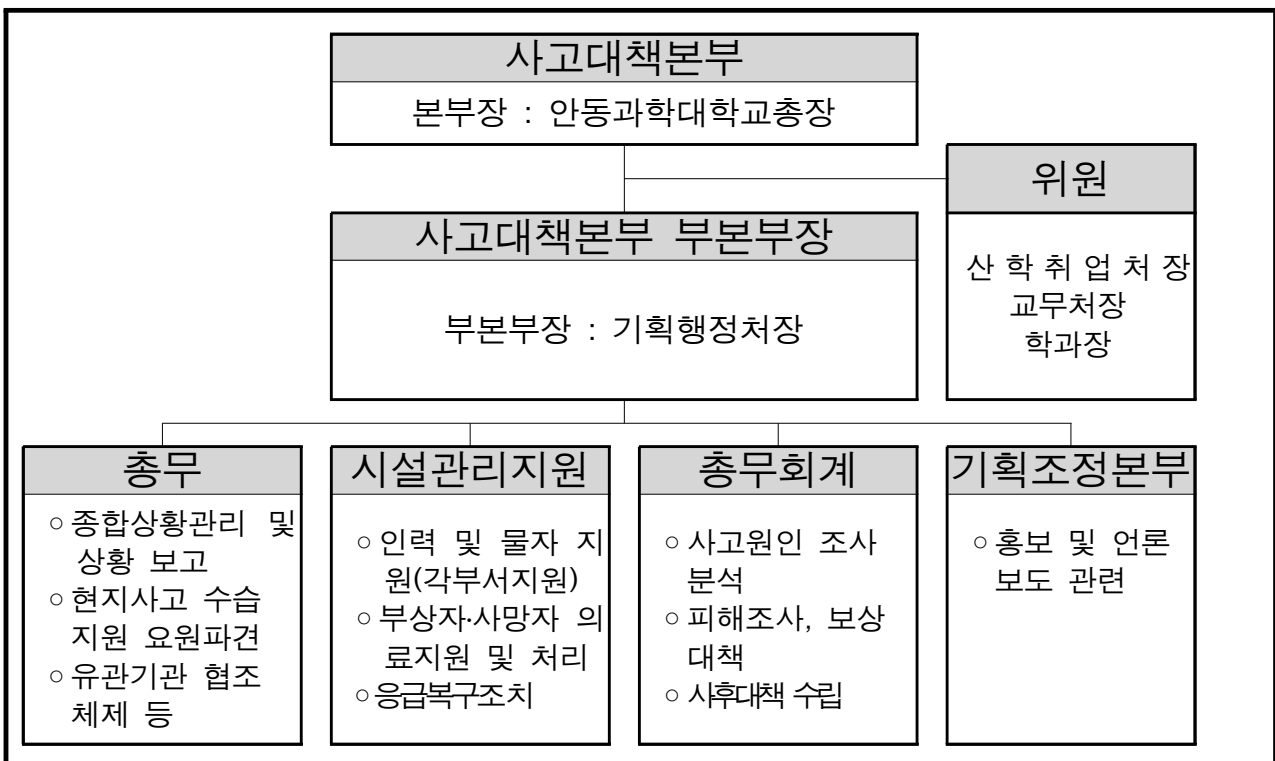 사고대책본부
본부장 : 안동과학대학교총장
위원
산 학 취 업 처 장
교무처장
학과장
사고대책본부 부본부장
부본부장 : 기획행정처장
총무
○ 종합상황관리 및
상황 보고
○ 현지사고 수습
지원 요원파견
○ 유관기관 협조
체제 등
시설관리지원
○ 인력 및 물자 지
원(각부서지원)
○ 부상자·사망자 의
료지원 및 처리
○ 응급복구조치
총무회계
○ 사고원인 조사
분석
○ 피해조사, 보상
대책
○ 사후대책 수립
기획조정본부
○ 홍보 및 언론
보도 관련